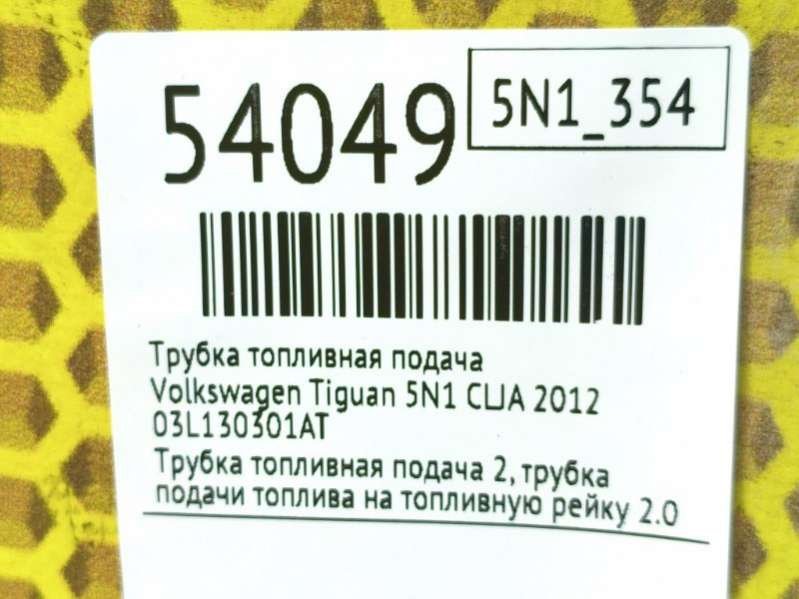 54049
5N1_354
Трубка топливная подача
Volkswagen Tiguan 5N1 CLJA 2012
03L130301AT
Трубка топливная подача 2, трубка
подачи топлива на топливную рейку 2.0